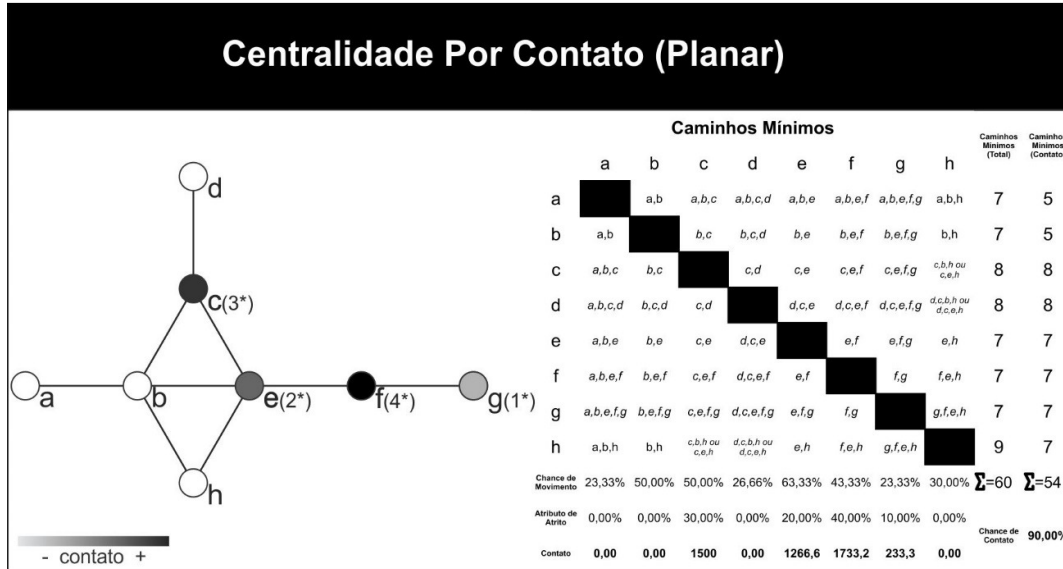 Centralidade Por Contato (Planar)
d
c(3*)
a
b
e(2*)
f(4*)
g(1*)
h
- contato +
Caminhos Mínimos
Caminhos Mínimos (Total)
Caminhos Mínimos (Contato)
a b c d e f g h
a a,b a,b,c a,b,c,d a,b,e a,b,e,f a,b,e,f,g a,b,h 7 5
b a,b b,c b,c,d b,e b,e,f b,e,f,g b,h 7 5
c a,b,c b,c c,d c,e c,e,f c,e,f,g c,b,h ou c,e,h 8 8
d a,b,c,d b,c,d c,d d,c,e d,c,e,f d,c,e,f,g d,c,b,h ou d,c,e,h 8 8
e a,b,e b,e c,e d,c,e e,f e,f,g e,h 7 7
f a,b,e,f b,e,f c,e,f d,c,e,f e,f f,g f,e,h 7 7
g a,b,e,f,g b,e,f,g c,e,f,g d,c,e,f,g e,f,g f,g g,f,e,h 7 7
h a,b,h b,h c,b,h ou c,e,h d,c,b,h ou d,c,e,h e,h f,e,h g,f,e,h 9 7
Chance de Movimento 23,33% 50,00% 50,00% 26,66% 63,33% 43,33% 23,33% 30,00% Σ=60 Σ=54
Atributo de Atrito 0,00% 0,00% 30,00% 0,00% 20,00% 40,00% 10,00% 0,00%
Chance de Contato 90,00%
Contato 0,00 0,00 1500 0,00 1266,6 1733,2 233,3 0,00